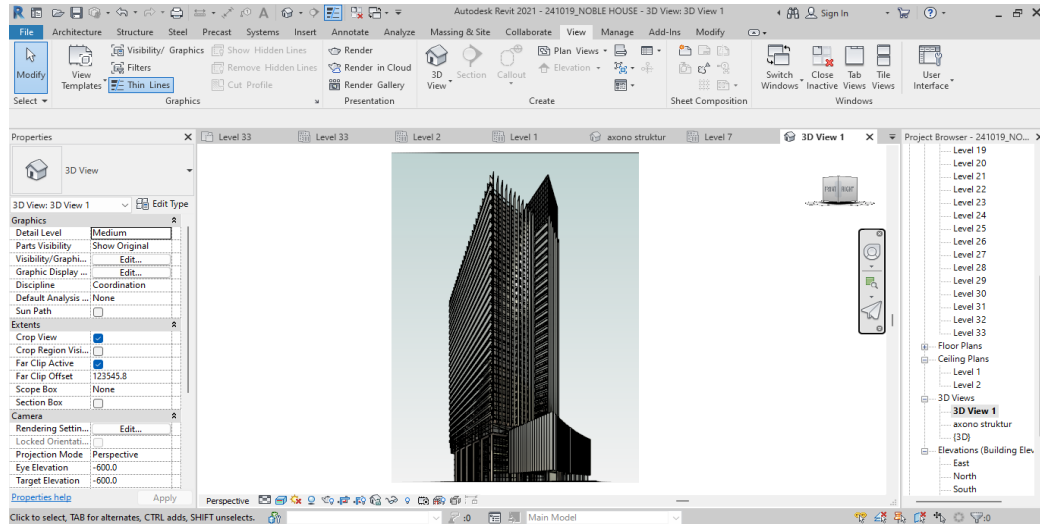 Autodesk Revit 2021 - 241019_NOBLE HOUSE - 3D View: 3D View 1
Sign In
File Architecture Structure Steel Precast Systems Insert Annotate Analyze Massing & Site Collaborate View Manage Add-Ins Modify
Modify
View Templates
Visibility/ Graphics
Filters
Thin Lines
Show Hidden Lines
Remove Hidden Lines
Cut Profile
Render
Render in Cloud
Render Gallery
3D View
Section
Callout
Plan Views
Elevation
Switch Windows
Close Inactive
Tab Views
Tile Views
User Interface
Select
Graphics
Presentation
Create
Sheet Composition
Windows
Properties
Level 33
Level 33
Level 2
Level 1
axono struktur
Level 7
3D View 1
Project Browser - 241019_NO...
3D View
3D View: 3D View 1
Edit Type
Graphics
Detail Level Medium
Parts Visibility Show Original
Visibility/Graphi... Edit...
Graphic Display ... Edit...
Discipline Coordination
Default Analysis ... None
Sun Path
Extents
Crop View
Crop Region Visi...
Far Clip Active
Far Clip Offset 123545.8
Scope Box None
Section Box
Camera
Rendering Settin... Edit...
Locked Orientati...
Projection Mode Perspective
Eye Elevation -600.0
Target Elevation -600.0
Properties help
Apply
Perspective
Level 19
Level 20
Level 21
Level 22
Level 23
Level 24
Level 25
Level 26
Level 27
Level 28
Level 29
Level 30
Level 31
Level 32
Level 33
Floor Plans
Ceiling Plans
Level 1
Level 2
3D Views
3D View 1
axono struktur
{3D}
Elevations (Building Elev
East
North
South
Click to select, TAB for alternates, CTRL adds, SHIFT unselects.
:0
Main Model
:0